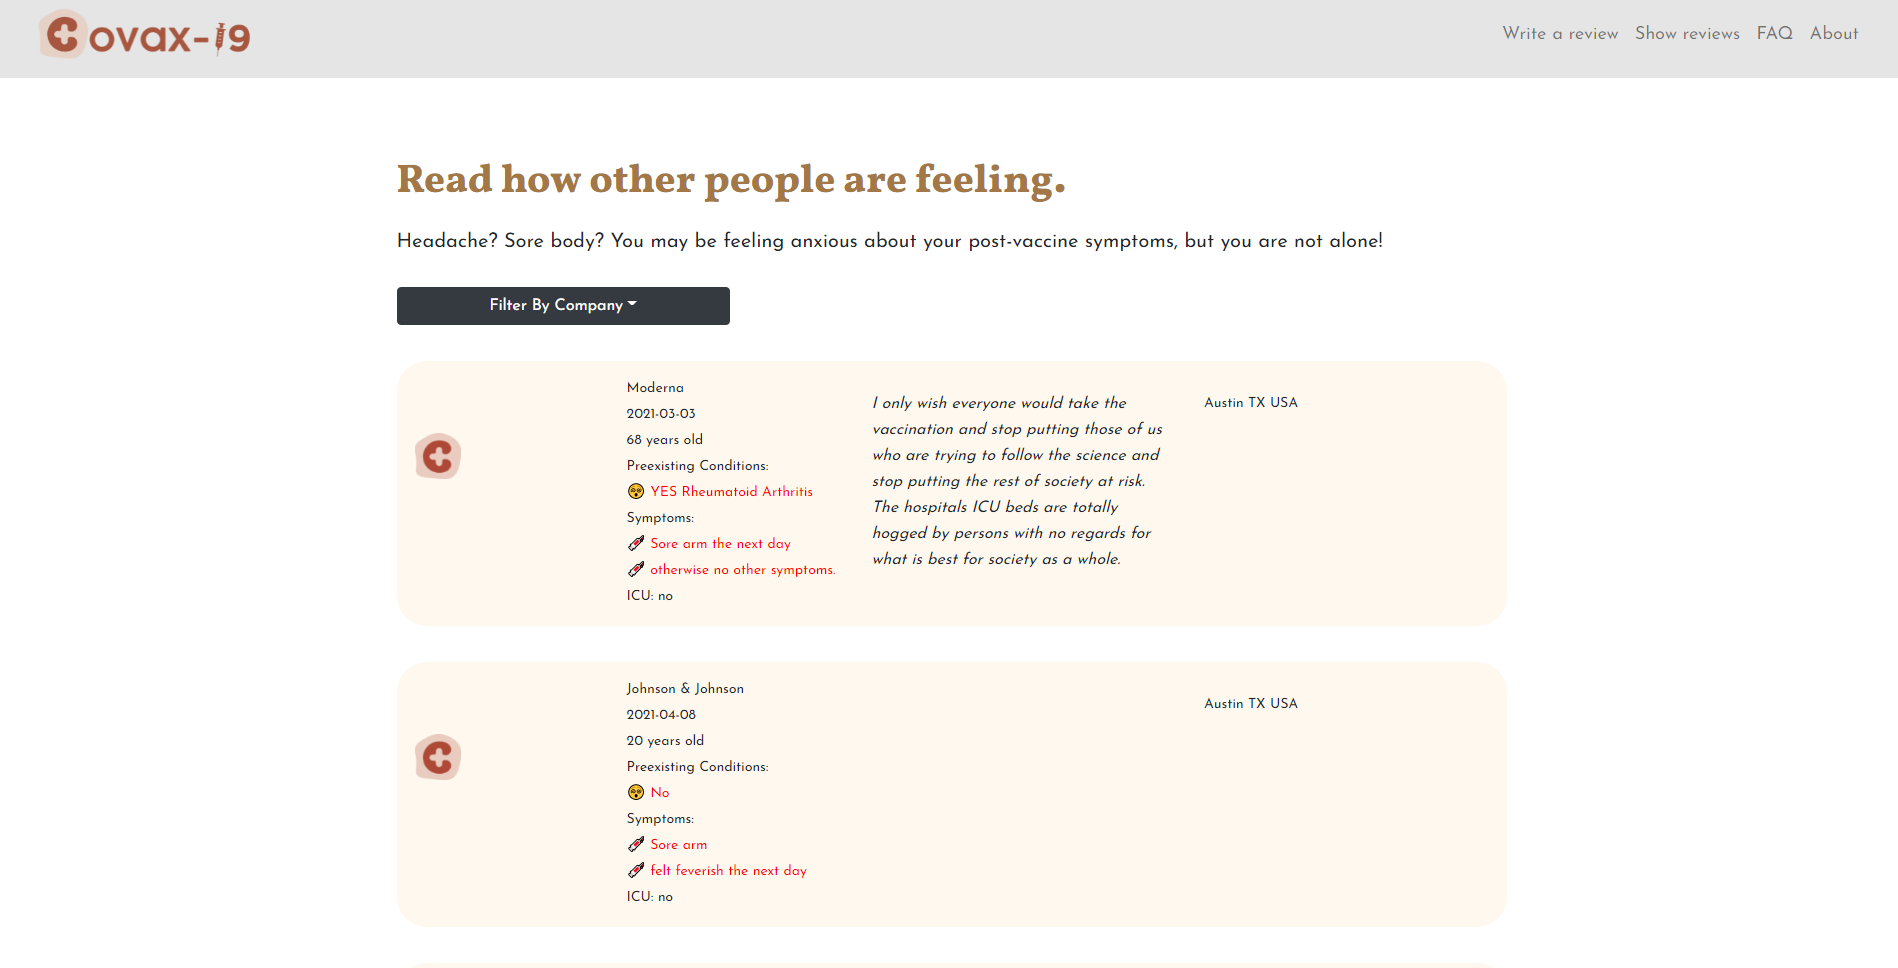 Covax-19
Write a review Show reviews FAQ About
Read how other people are feeling.
Headache? Sore body? You may be feeling anxious about your post-vaccine symptoms, but you are not alone!
Filter By Company
Moderna
2021-03-03
68 years old
Preexisting Conditions:
YES Rheumatoid Arthritis
Symptoms:
Sore arm the next day
otherwise no other symptoms.
ICU: no
I only wish everyone would take the
vaccination and stop putting those of us
who are trying to follow the science and
stop putting the rest of society at risk.
The hospitals ICU beds are totally
hogged by persons with no regards for
what is best for society as a whole.
Austin TX USA
Johnson & Johnson
2021-04-08
20 years old
Preexisting Conditions:
No
Symptoms:
Sore arm
felt feverish the next day
ICU: no
Austin TX USA